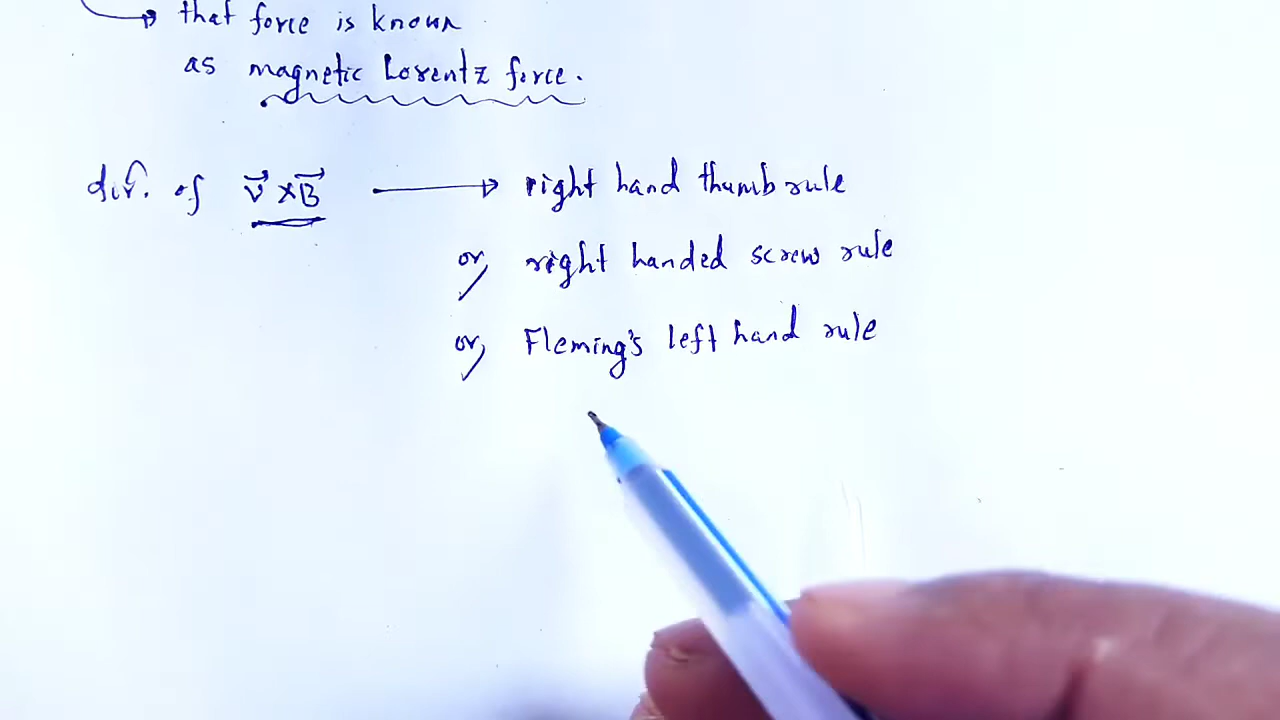 that force is known
as magnetic Lorentz force.
dir. of v⃗ × B⃗ → right hand thumb rule
or, right handed screw rule
or, Fleming's left hand rule